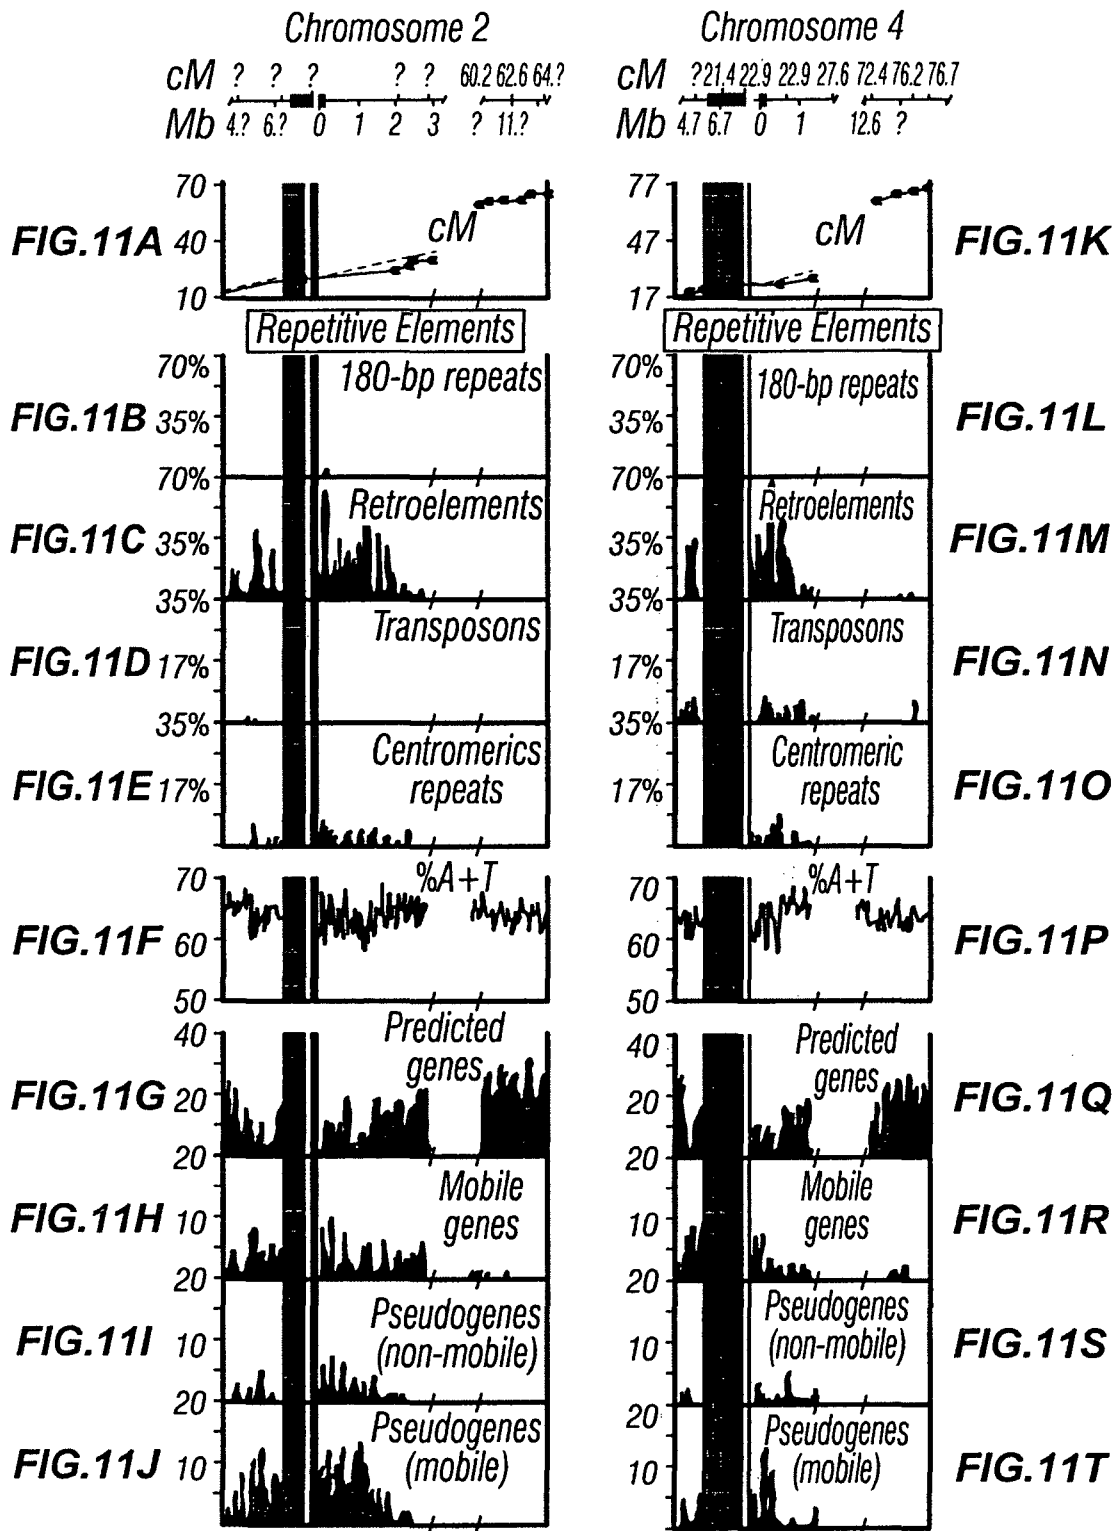 Chromosome 2
Chromosome 4
cM ? ? ? ? ? 60.2 62.6 64.?
Mb 4.? 6.? 0 1 2 3 ? 11.?
cM ? 21.4 22.9 22.9 27.6 72.4 76.2 76.7
Mb 4.7 6.7 0 1 12.6 ?
FIG.11A
70
40
10
cM
77
47
17
cM
FIG.11K
Repetitive Elements
Repetitive Elements
FIG.11B
70%
35%
180-bp repeats
70%
35%
180-bp repeats
FIG.11L
FIG.11C
70%
35%
Retroelements
70%
35%
Retroelements
FIG.11M
FIG.11D
35%
17%
Transposons
35%
17%
Transposons
FIG.11N
FIG.11E
35%
17%
Centromerics
repeats
35%
17%
Centromeric
repeats
FIG.11O
FIG.11F
70
60
50
%A+T
70
60
50
%A+T
FIG.11P
FIG.11G
40
20
Predicted
genes
40
20
Predicted
genes
FIG.11Q
FIG.11H
20
10
Mobile
genes
20
10
Mobile
genes
FIG.11R
FIG.11I
20
10
Pseudogenes
(non-mobile)
20
10
Pseudogenes
(non-mobile)
FIG.11S
FIG.11J
20
10
Pseudogenes
(mobile)
20
10
Pseudogenes
(mobile)
FIG.11T